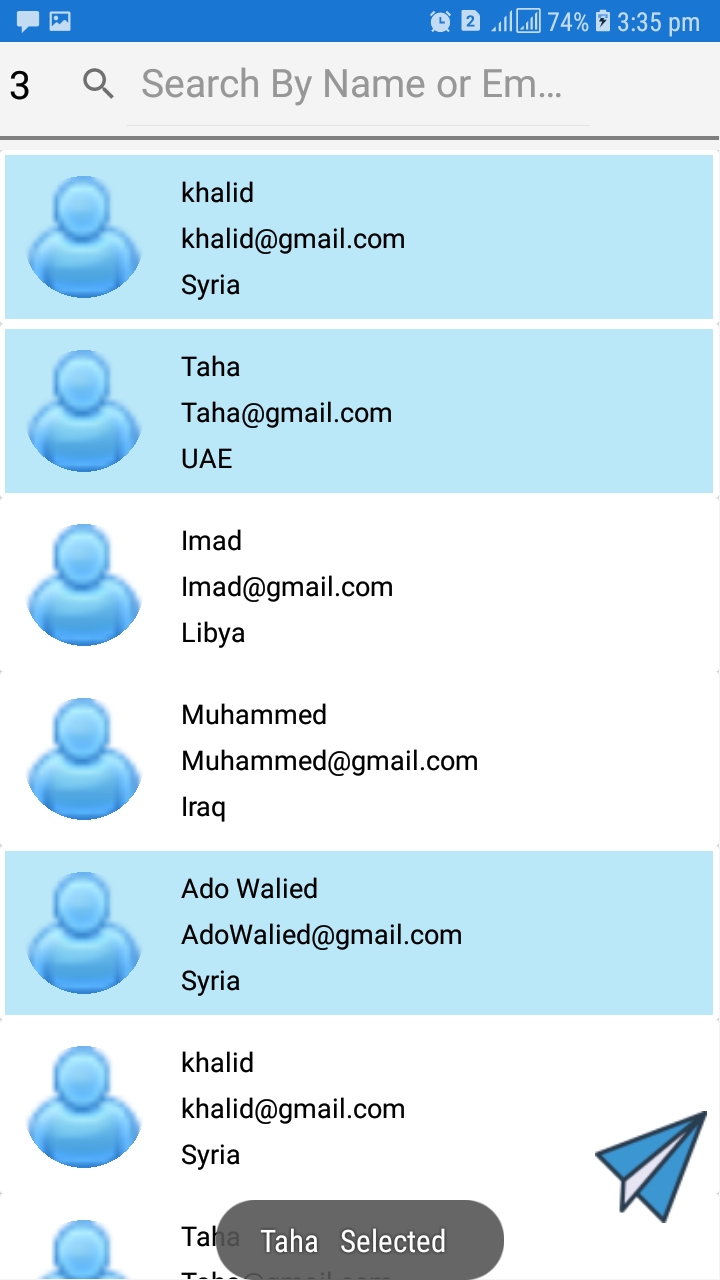 2 74% 3:35 pm
3 Search By Name or Em...
khalid
khalid@gmail.com
Syria
Taha
Taha@gmail.com
UAE
Imad
Imad@gmail.com
Libya
Muhammed
Muhammed@gmail.com
Iraq
Ado Walied
AdoWalied@gmail.com
Syria
khalid
khalid@gmail.com
Syria
Taha
Taha Selected